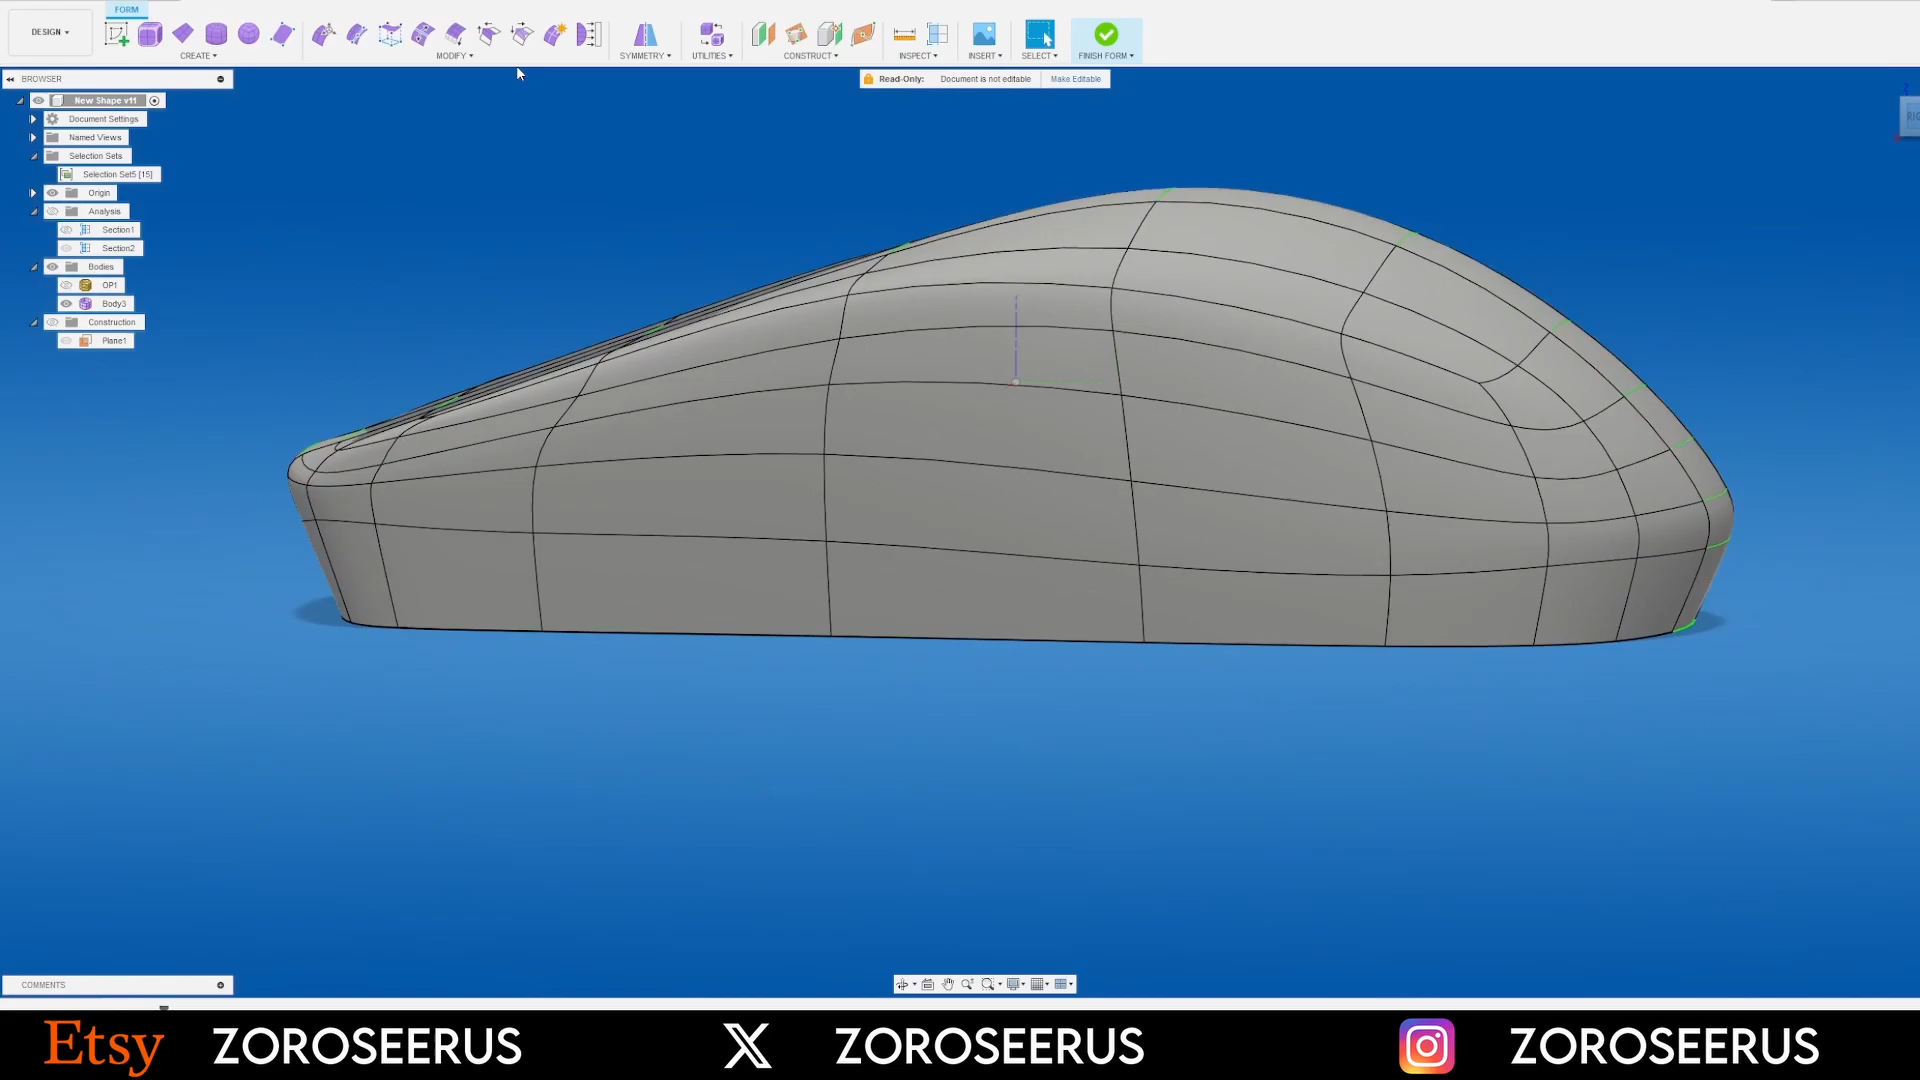 FORM
DESIGN
CREATE
MODIFY
SYMMETRY
UTILITIES
CONSTRUCT
INSPECT
INSERT
SELECT
FINISH FORM
BROWSER
Read-Only: Document is not editable Make Editable
New Shape v11
Document Settings
Named Views
Selection Sets
Selection Set5 [15]
Origin
Analysis
Section1
Section2
Bodies
OP1
Body3
Construction
Plane1
COMMENTS
Etsy ZOROSEERUS X ZOROSEERUS ZOROSEERUS